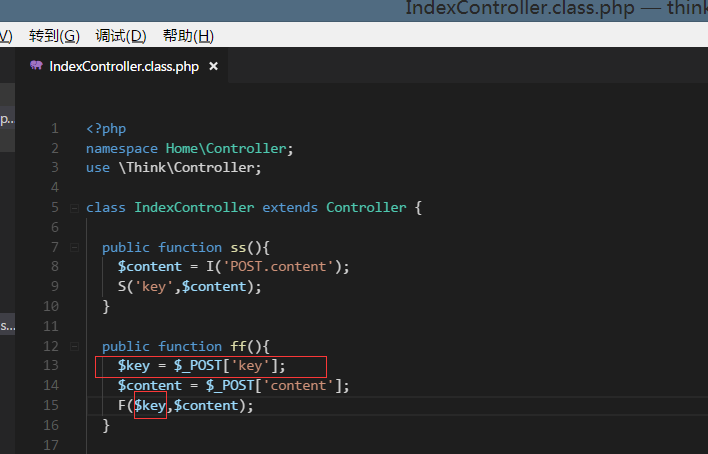 IndexController.class.php — think
V) 转到(G) 调试(D) 帮助(H)
IndexController.class.php ×
1 <?php
2 namespace Home\Controller;
3 use \Think\Controller;
4
5 class IndexController extends Controller {
6
7 public function ss(){
8 $content = I('POST.content');
9 S('key',$content);
10 }
11
12 public function ff(){
13 $key = $_POST['key'];
14 $content = $_POST['content'];
15 F($key,$content);
16 }
17
p...
s...